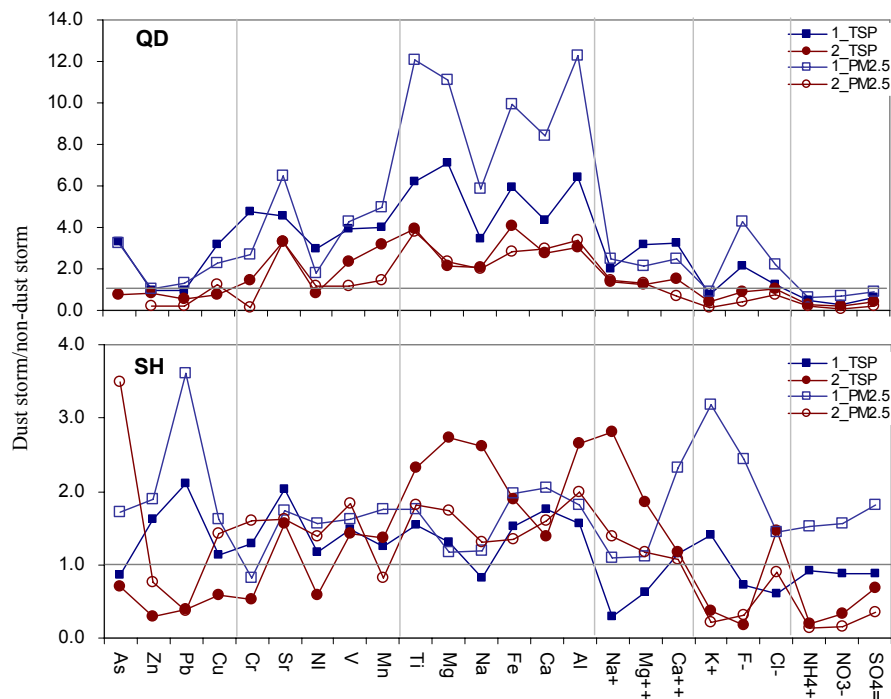 Dust storm/non-dust storm
QD
14.0
12.0
10.0
8.0
6.0
4.0
2.0
0.0
1_TSP
2_TSP
1_PM2.5
2_PM2.5
SH
4.0
3.0
2.0
1.0
0.0
1_TSP
2_TSP
1_PM2.5
2_PM2.5
As
Zn
Pb
Cu
Cr
Sr
NI
V
Mn
Ti
Mg
Na
Fe
Ca
Al
Na+
Mg++
Ca++
K+
F-
Cl-
NH4+
NO3-
SO4=